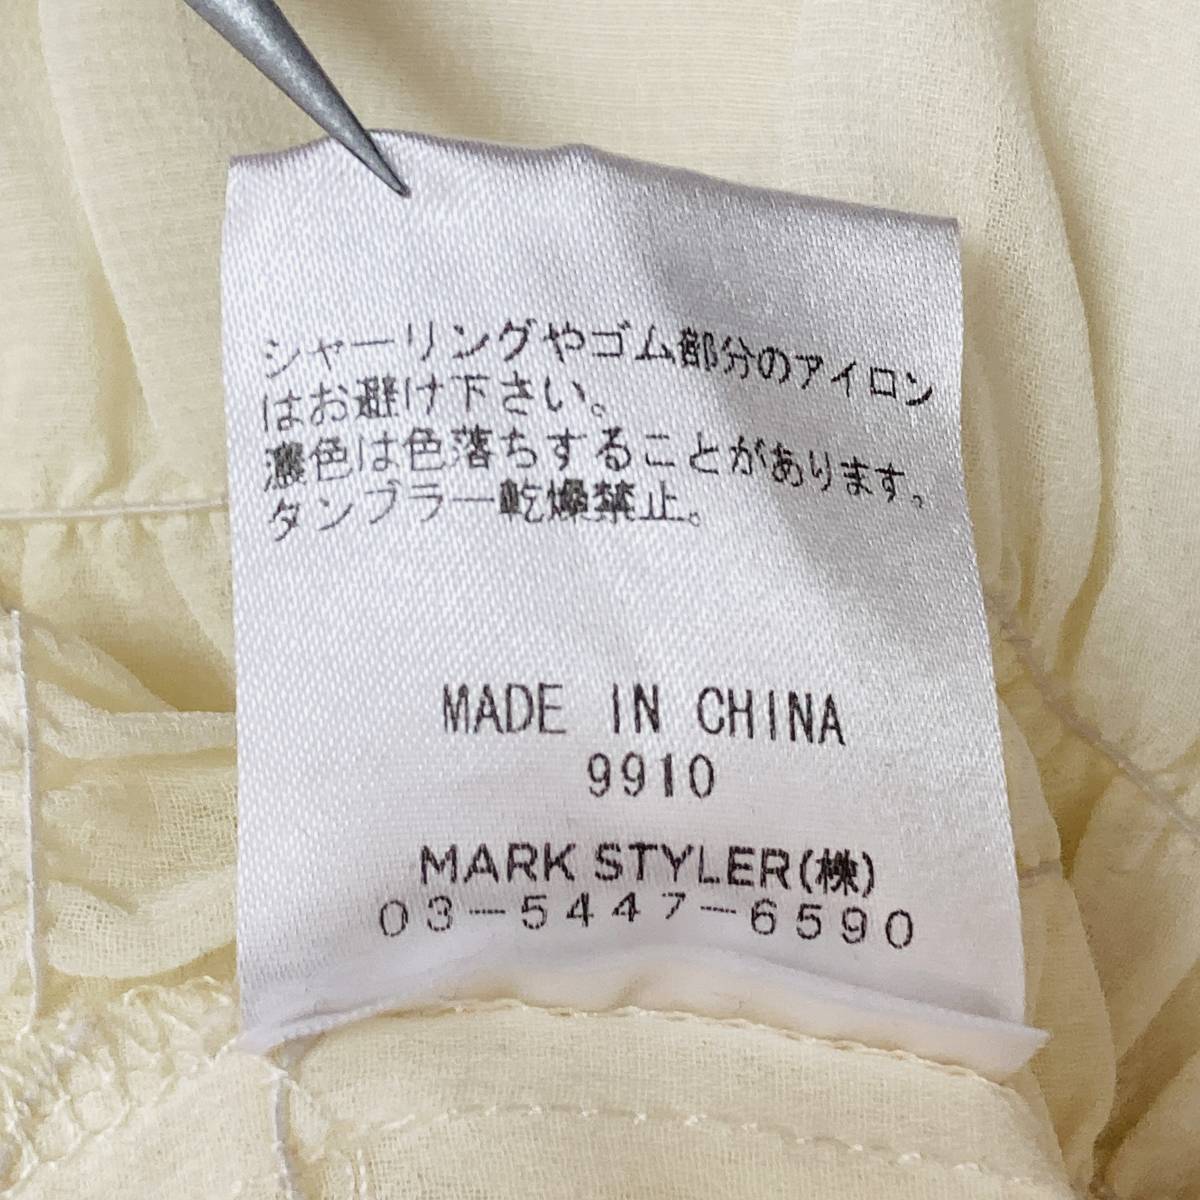 シャーリングやゴム部分のアイロン
はお避け下さい。
濃色は色落ちすることがあります。
タンブラー乾燥禁止。
MADE IN CHINA
9910
MARK STYLER(株)
03-5447-6590